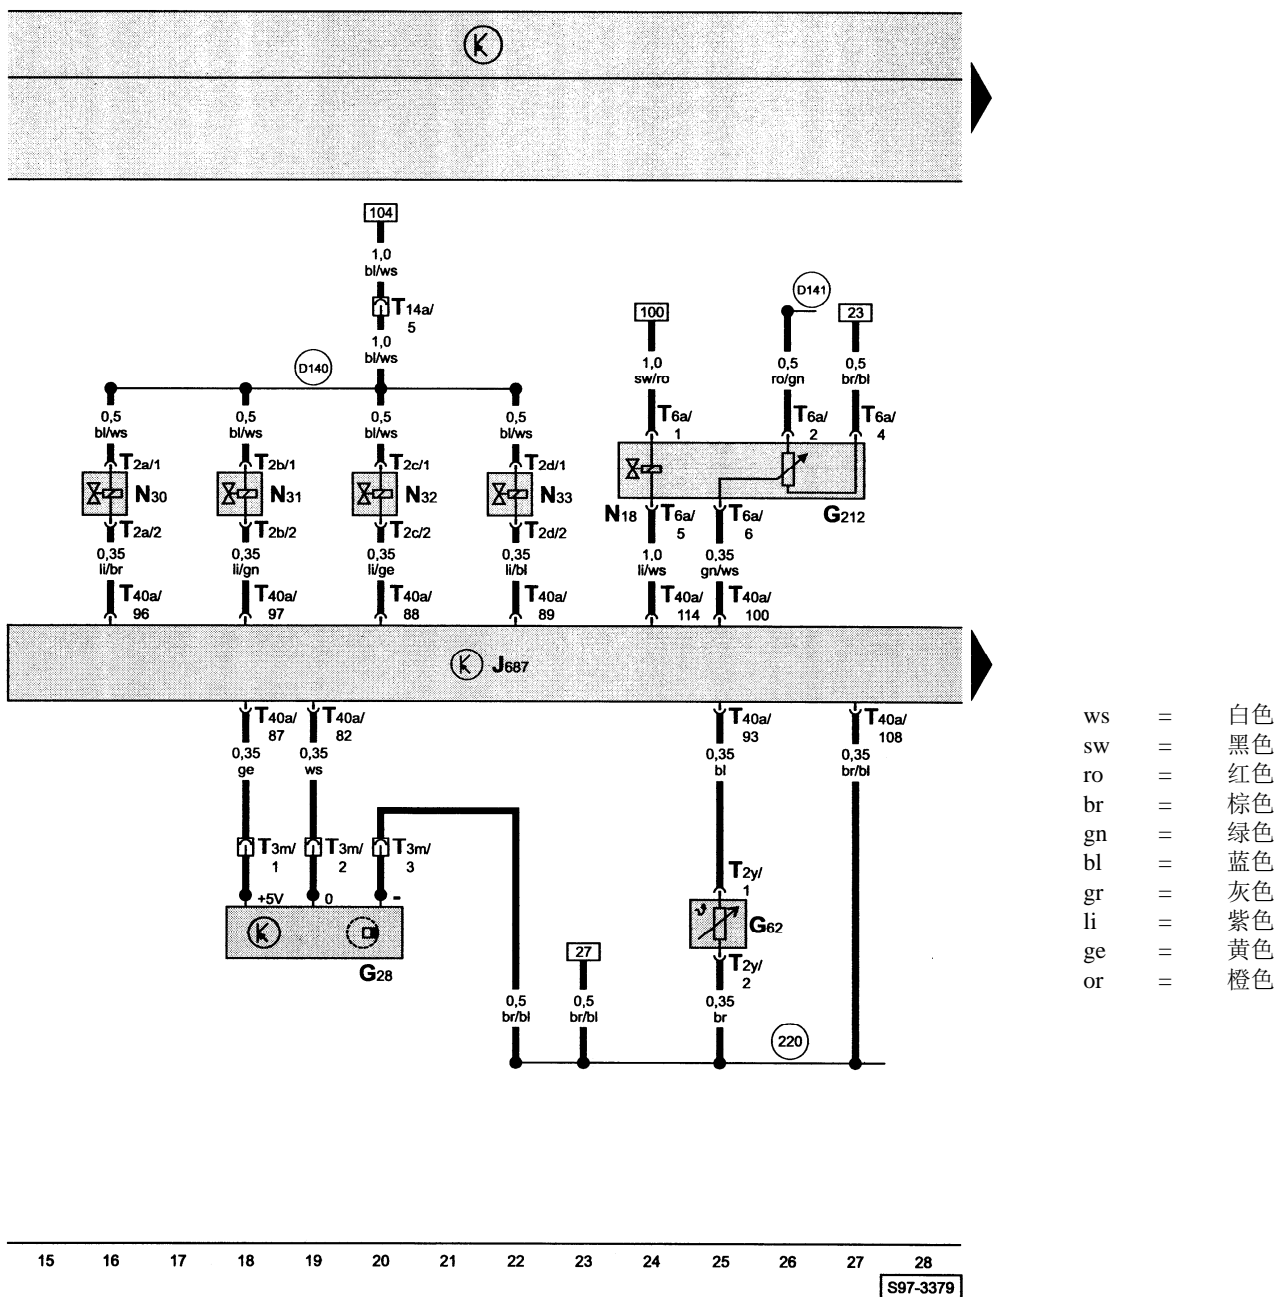 104
1,0
bl/ws
T14a/
5
1,0
bl/ws
D140
D141
100
23
1,0
sw/ro
0,5
ro/gn
0,5
br/bl
0,5
bl/ws
0,5
bl/ws
0,5
bl/ws
0,5
bl/ws
T6a/
1
T6a/
2
T6a/
4
T2a/1
T2b/1
T2c/1
T2d/1
N30
N31
N32
N33
N18
G212
T2a/2
T2b/2
T2c/2
T2d/2
T6a/
5
T6a/
6
0,35
li/br
0,35
li/gn
0,35
li/ge
0,35
li/bl
1,0
li/ws
0,35
gn/ws
T40a/
96
T40a/
97
T40a/
88
T40a/
89
T40a/
114
T40a/
100
J687
T40a/
87
T40a/
82
T40a/
93
T40a/
108
0,35
ge
0,35
ws
0,35
bl
0,35
br/bl
T3m/
1
T3m/
2
T3m/
3
+5V
0
-
G28
T2y/
1
G62
T2y/
2
27
0,5
br/bl
0,5
br/bl
0,35
br
220
ws = 白色
sw = 黑色
ro = 红色
br = 棕色
gn = 绿色
bl = 蓝色
gr = 灰色
li = 紫色
ge = 黄色
or = 橙色
15 16 17 18 19 20 21 22 23 24 25 26 27 28
S97-3379